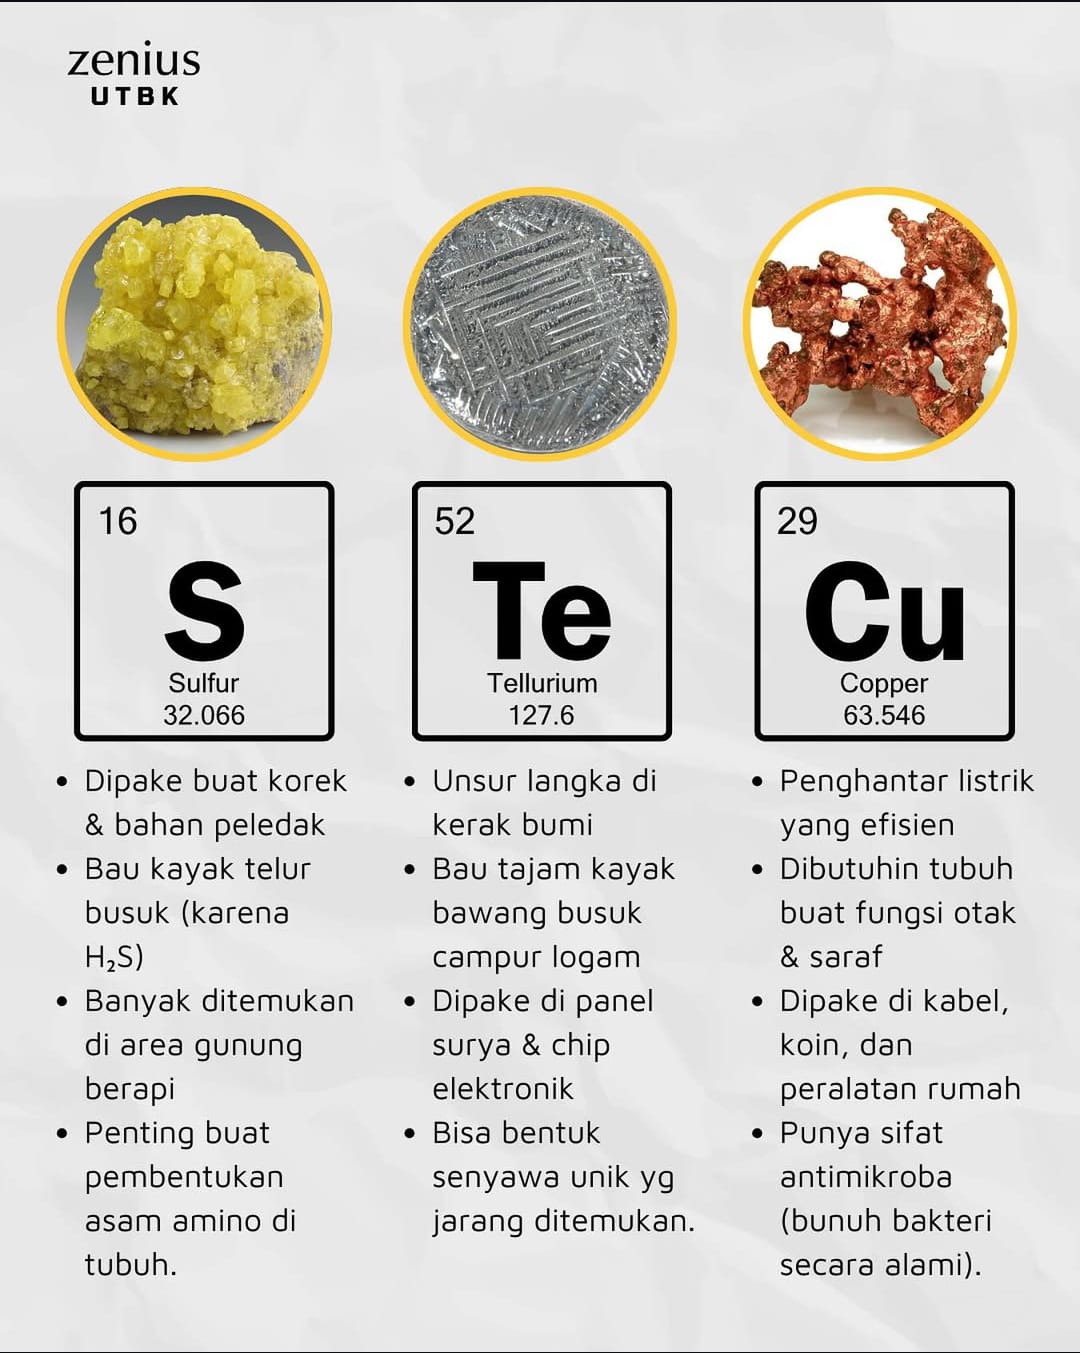 zenius
UTBK
16
S
Sulfur
32.066
52
Te
Tellurium
127.6
29
Cu
Copper
63.546
• Dipake buat korek
& bahan peledak
• Bau kayak telur
busuk (karena
H₂S)
• Banyak ditemukan
di area gunung
berapi
• Penting buat
pembentukan
asam amino di
tubuh.
• Unsur langka di
kerak bumi
• Bau tajam kayak
bawang busuk
campur logam
• Dipake di panel
surya & chip
elektronik
• Bisa bentuk
senyawa unik yg
jarang ditemukan.
• Penghantar listrik
yang efisien
• Dibutuhin tubuh
buat fungsi otak
& saraf
• Dipake di kabel,
koin, dan
peralatan rumah
• Punya sifat
antimikroba
(bunuh bakteri
secara alami).